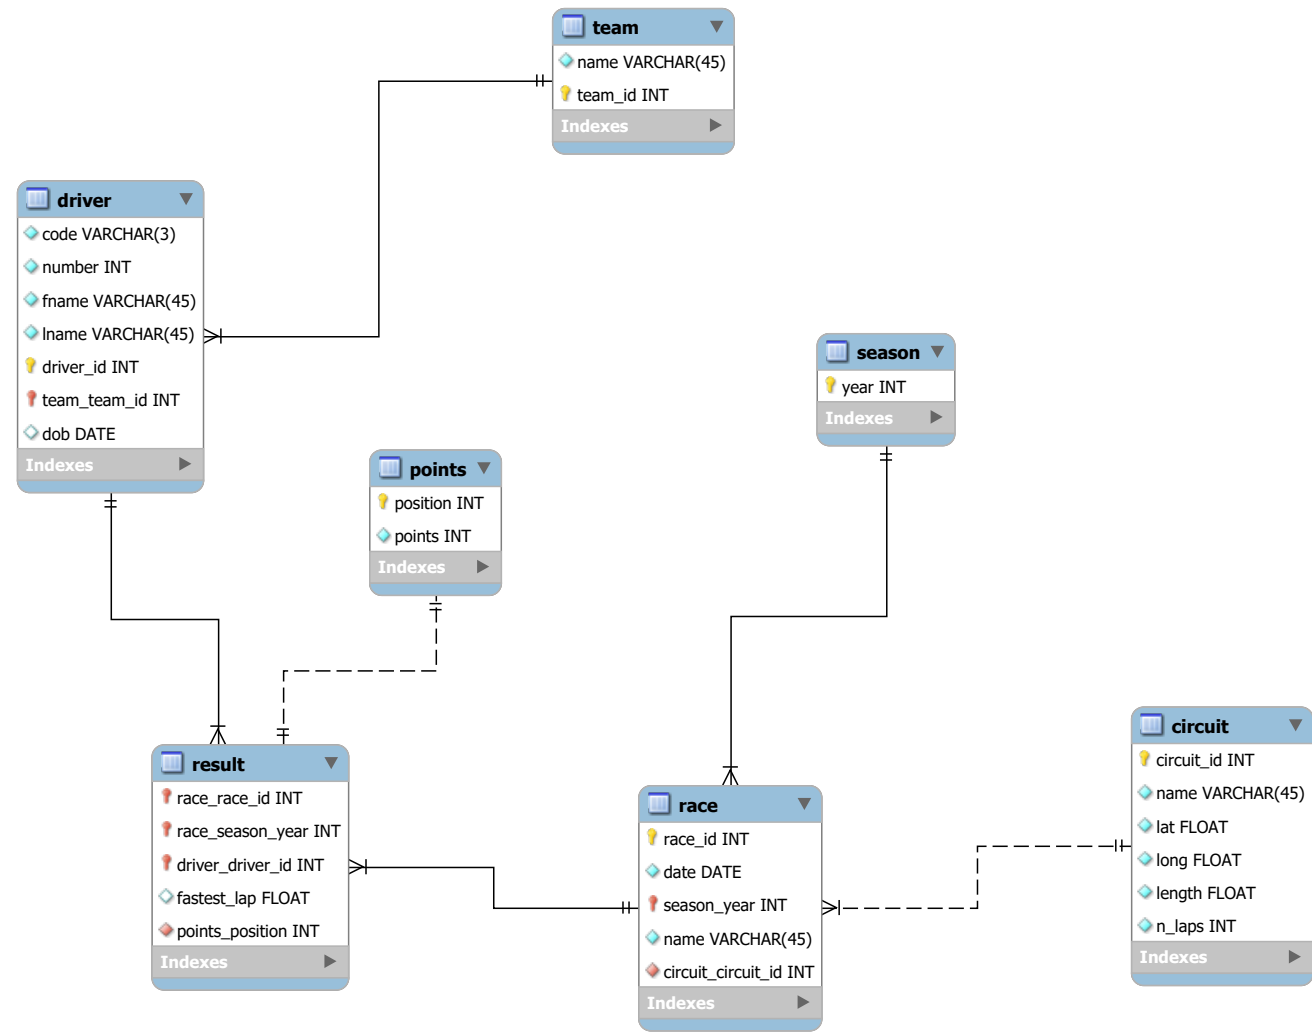 team
name VARCHAR(45)
team_id INT
Indexes
driver
code VARCHAR(3)
number INT
fname VARCHAR(45)
lname VARCHAR(45)
driver_id INT
team_team_id INT
dob DATE
Indexes
season
year INT
Indexes
points
position INT
points INT
Indexes
result
race_race_id INT
race_season_year INT
driver_driver_id INT
fastest_lap FLOAT
points_position INT
Indexes
race
race_id INT
date DATE
season_year INT
name VARCHAR(45)
circuit_circuit_id INT
Indexes
circuit
circuit_id INT
name VARCHAR(45)
lat FLOAT
long FLOAT
length FLOAT
n_laps INT
Indexes